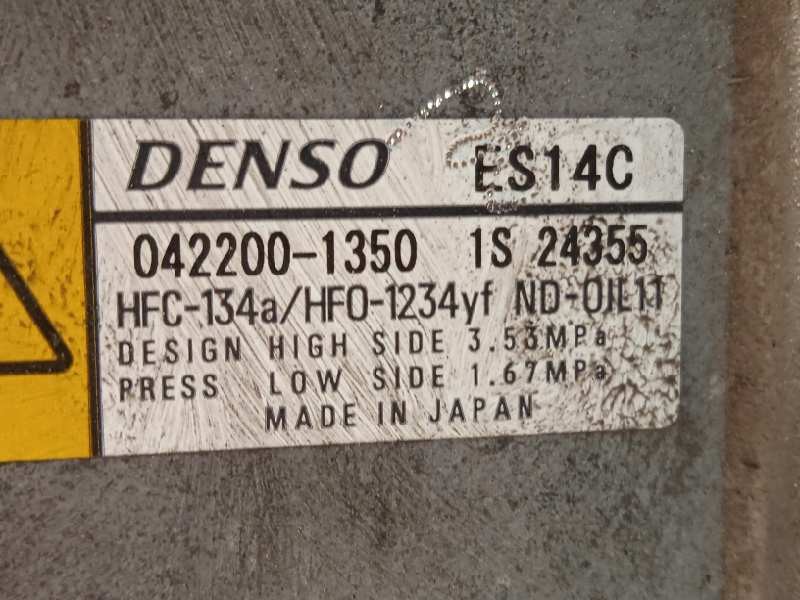 DENSO ES14C
042200-1350 1S 24355
HFC-134a/HFO-1234yf ND-OIL11
DESIGN HIGH SIDE 3.53MPa
PRESS LOW SIDE 1.67MPa
MADE IN JAPAN